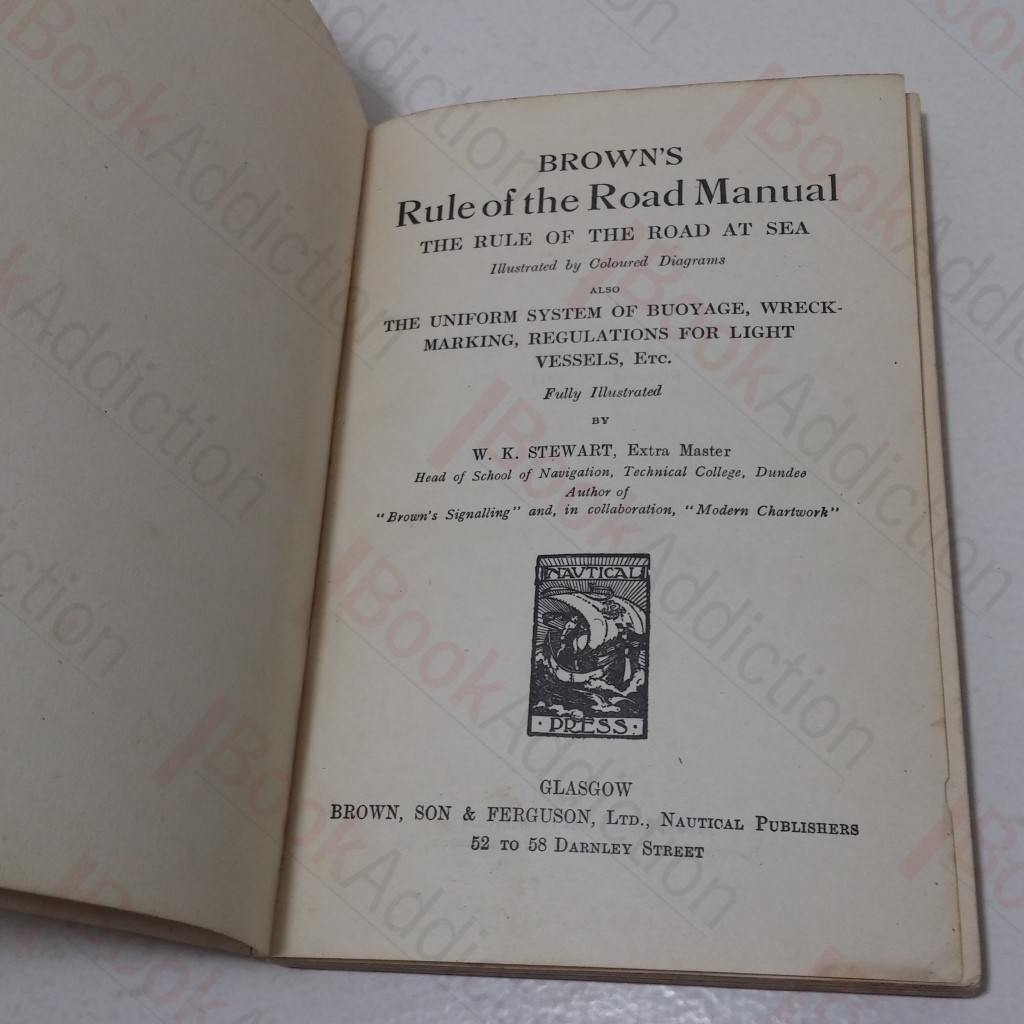 BROWN'S
Rule of the Road Manual
THE RULE OF THE ROAD AT SEA
Illustrated by Coloured Diagrams
ALSO
THE UNIFORM SYSTEM OF BUOYAGE, WRECK-
MARKING, REGULATIONS FOR LIGHT
VESSELS, ETC.
Fully Illustrated
BY
W. K. STEWART, Extra Master
Head of School of Navigation, Technical College, Dundee
Author of
"Brown's Signalling" and, in collaboration, "Modern Chartwork"
NAVTICAL
· PRESS ·
GLASGOW
BROWN, SON & FERGUSON, LTD., NAUTICAL PUBLISHERS
52 TO 58 DARNLEY STREET
BookAddiction